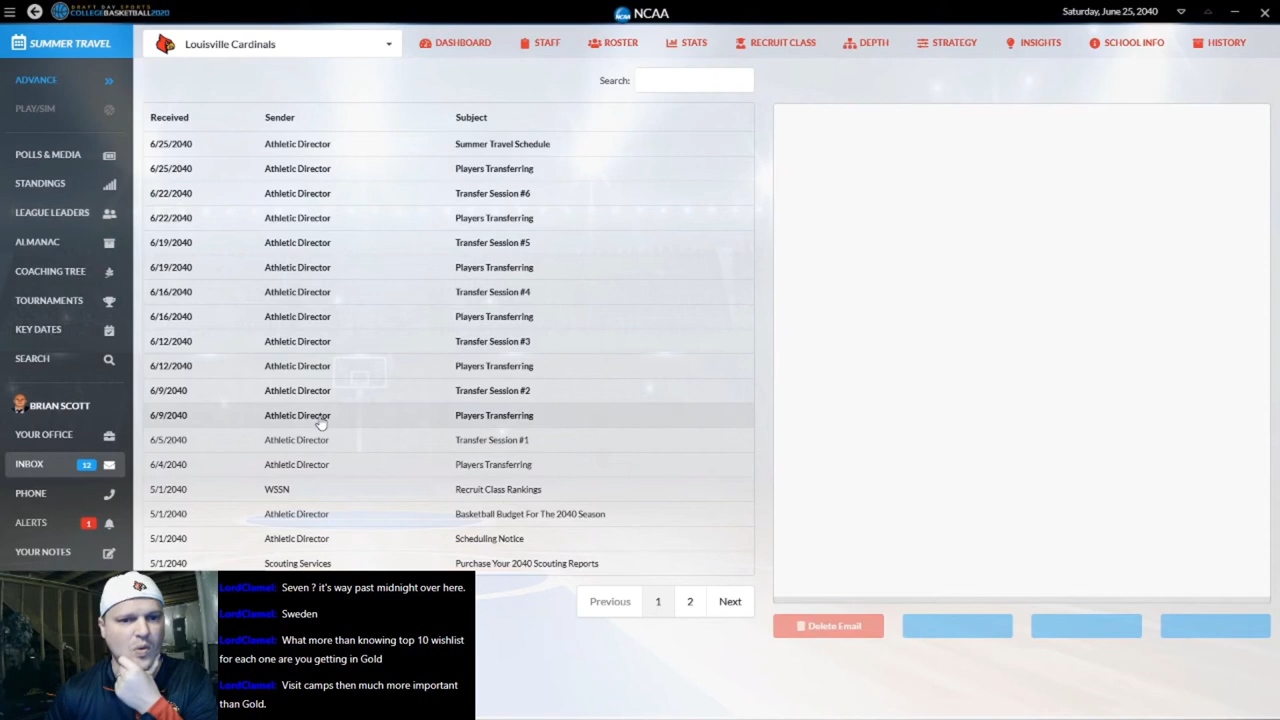 DRAFT DAY SPORTS
COLLEGE BASKETBALL 2020
NCAA
Saturday, June 25, 2040
SUMMER TRAVEL
Louisville Cardinals
DASHBOARD
STAFF
ROSTER
STATS
RECRUIT CLASS
DEPTH
STRATEGY
INSIGHTS
SCHOOL INFO
HISTORY
ADVANCE
PLAY/SIM
POLLS & MEDIA
STANDINGS
LEAGUE LEADERS
ALMANAC
COACHING TREE
TOURNAMENTS
KEY DATES
SEARCH
BRIAN SCOTT
YOUR OFFICE
INBOX 12
PHONE
ALERTS 1
YOUR NOTES
Search:
Received Sender Subject
6/25/2040 Athletic Director Summer Travel Schedule
6/25/2040 Athletic Director Players Transferring
6/22/2040 Athletic Director Transfer Session #6
6/22/2040 Athletic Director Players Transferring
6/19/2040 Athletic Director Transfer Session #5
6/19/2040 Athletic Director Players Transferring
6/16/2040 Athletic Director Transfer Session #4
6/16/2040 Athletic Director Players Transferring
6/12/2040 Athletic Director Transfer Session #3
6/12/2040 Athletic Director Players Transferring
6/9/2040 Athletic Director Transfer Session #2
6/9/2040 Athletic Director Players Transferring
6/5/2040 Athletic Director Transfer Session #1
6/4/2040 Athletic Director Players Transferring
5/1/2040 WSSN Recruit Class Rankings
5/1/2040 Athletic Director Basketball Budget For The 2040 Season
5/1/2040 Athletic Director Scheduling Notice
5/1/2040 Scouting Services Purchase Your 2040 Scouting Reports
Previous 1 2 Next
Delete Email
LordClamel: Seven ? it's way past midnight over here.
LordClamel: Sweden
LordClamel: What more than knowing top 10 wishlist
for each one are you getting in Gold
LordClamel: Visit camps then much more important
than Gold.